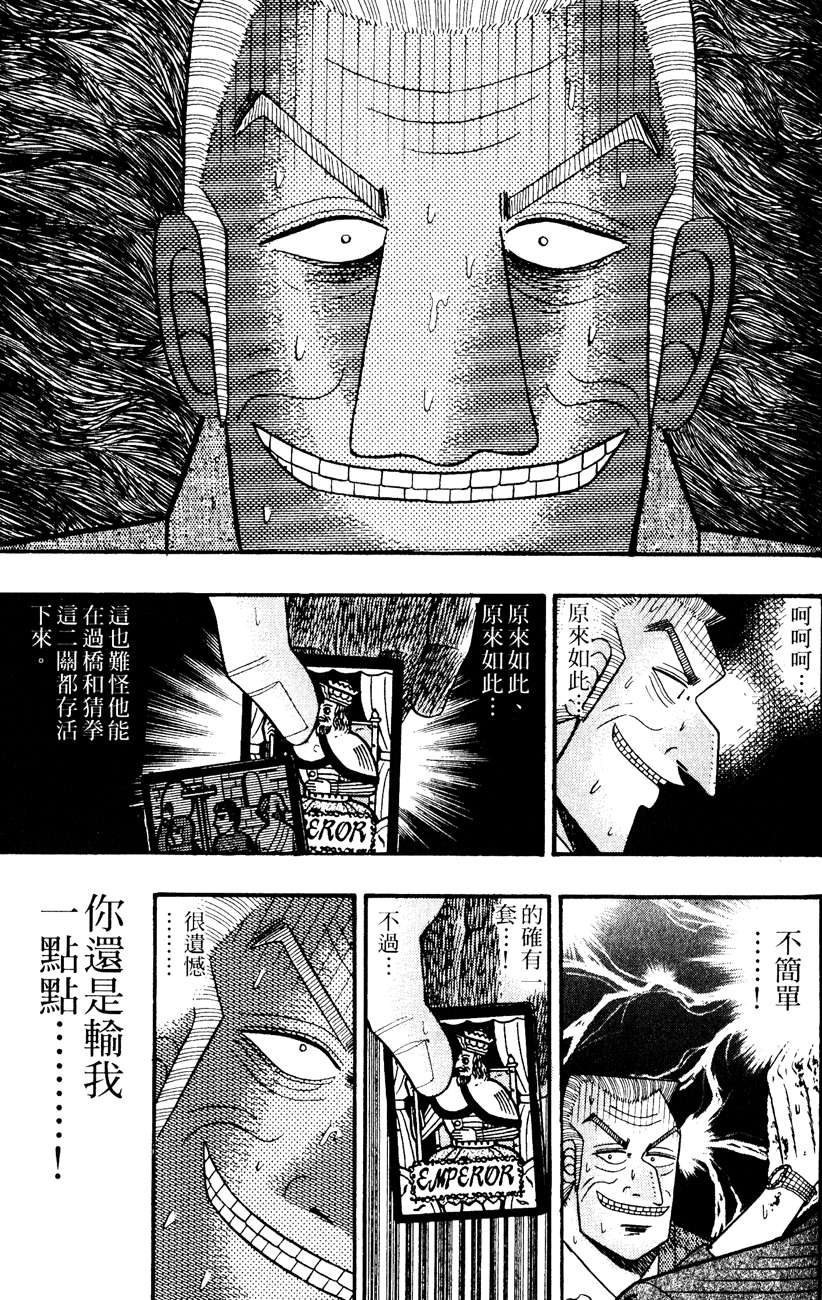 呵呵呵…
原來如此…
原來如此、
原來如此…
EROR
這也難怪他能
在過橋和猜拳
這二關都存活
下來。
不簡單
……!
的確有一
套…!
不過…
EMPEROR
很遺憾
………
你還是輸我
一點點…………!